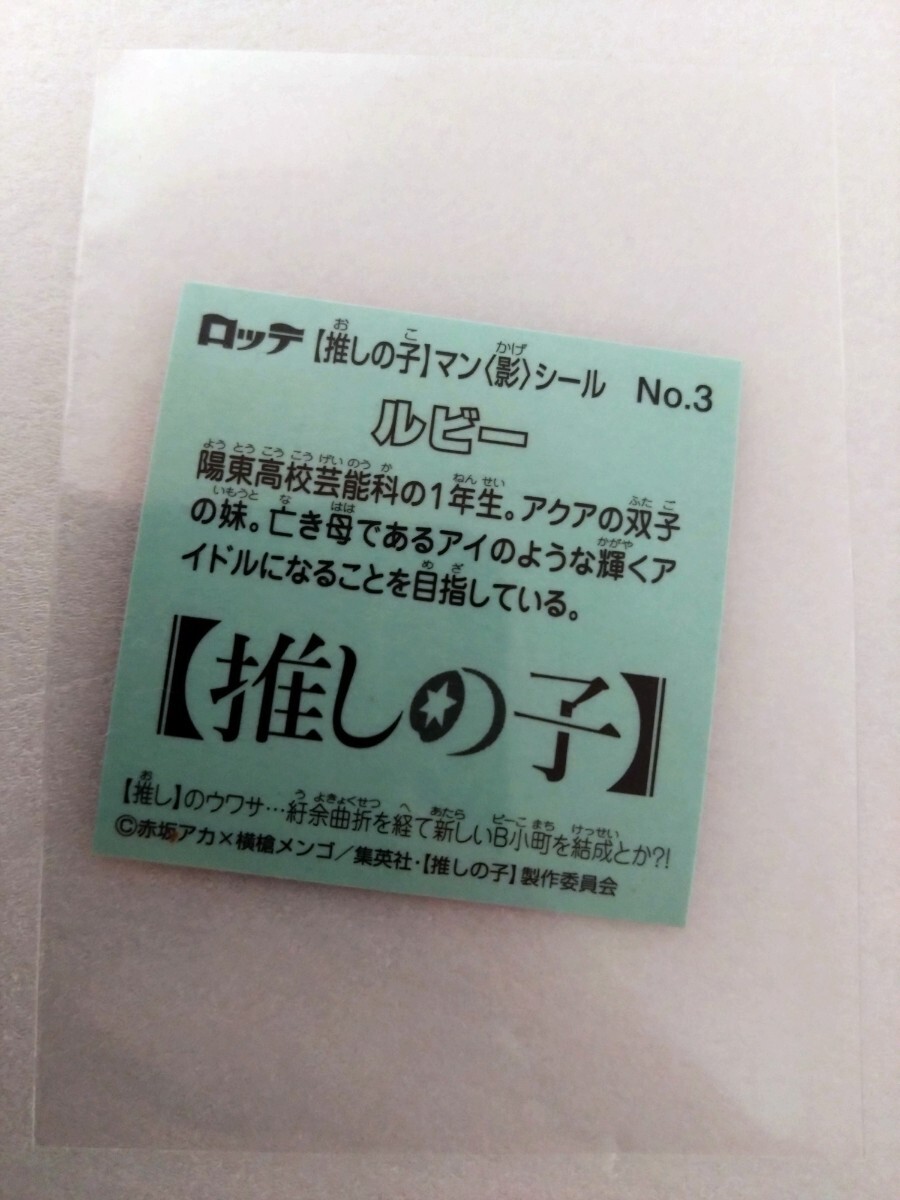 ロッテ 【推しの子】マン〈影〉シール No.3
ルビー
陽東高校芸能科の1年生。アクアの双子
の妹。亡き母であるアイのような輝くア
イドルになることを目指している。
【推しの子】
【推し】のウワサ…紆余曲折を経て新しいB小町を結成とか?!
©赤坂アカ×横槍メンゴ/集英社・【推しの子】製作委員会